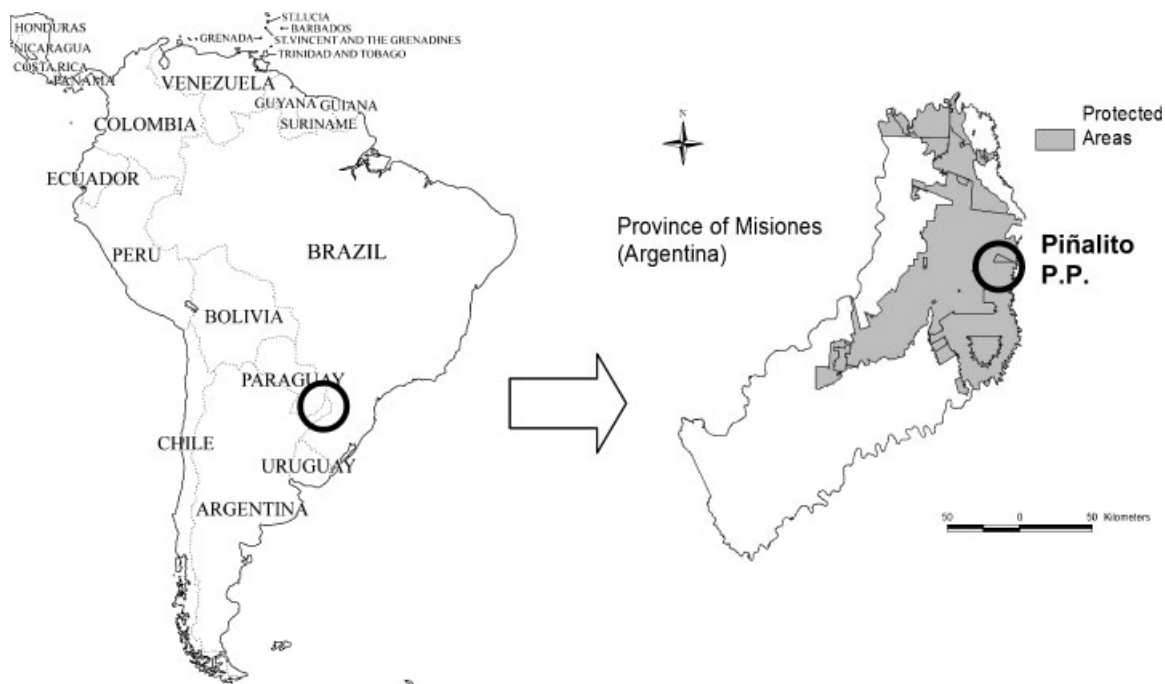 HONDURAS
NICARAGUA
COSTA RICA
PANAMA
ST.LUCIA
BARBADOS
GRENADA
ST.VINCENT AND THE GRENADINES
TRINIDAD AND TOBAGO
VENEZUELA
GUYANA
GUIANA
SURINAME
COLOMBIA
ECUADOR
PERU
BRAZIL
BOLIVIA
PARAGUAY
CHILE
URUGUAY
ARGENTINA
N
Province of Misiones
(Argentina)
Protected
Areas
Piñalito
P.P.
50 0 50 Kilometers